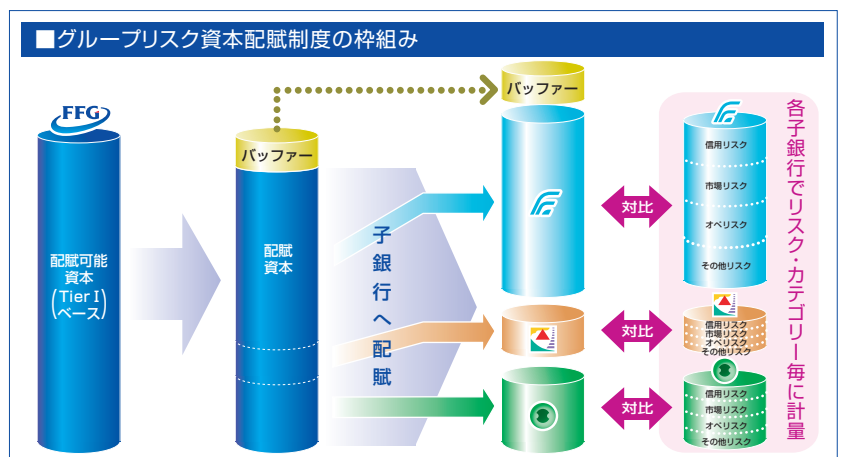 ■グループリスク資本配賦制度の枠組み
FFG
配賦可能
資本
(Tier I
ベース)
バッファー
配賦
資本
子銀行へ配賦
バッファー
対比
対比
対比
信用リスク
市場リスク
オペリスク
その他リスク
信用リスク
市場リスク
オペリスク
その他リスク
信用リスク
市場リスク
オペリスク
その他リスク
各子銀行でリスク・カテゴリー毎に計量